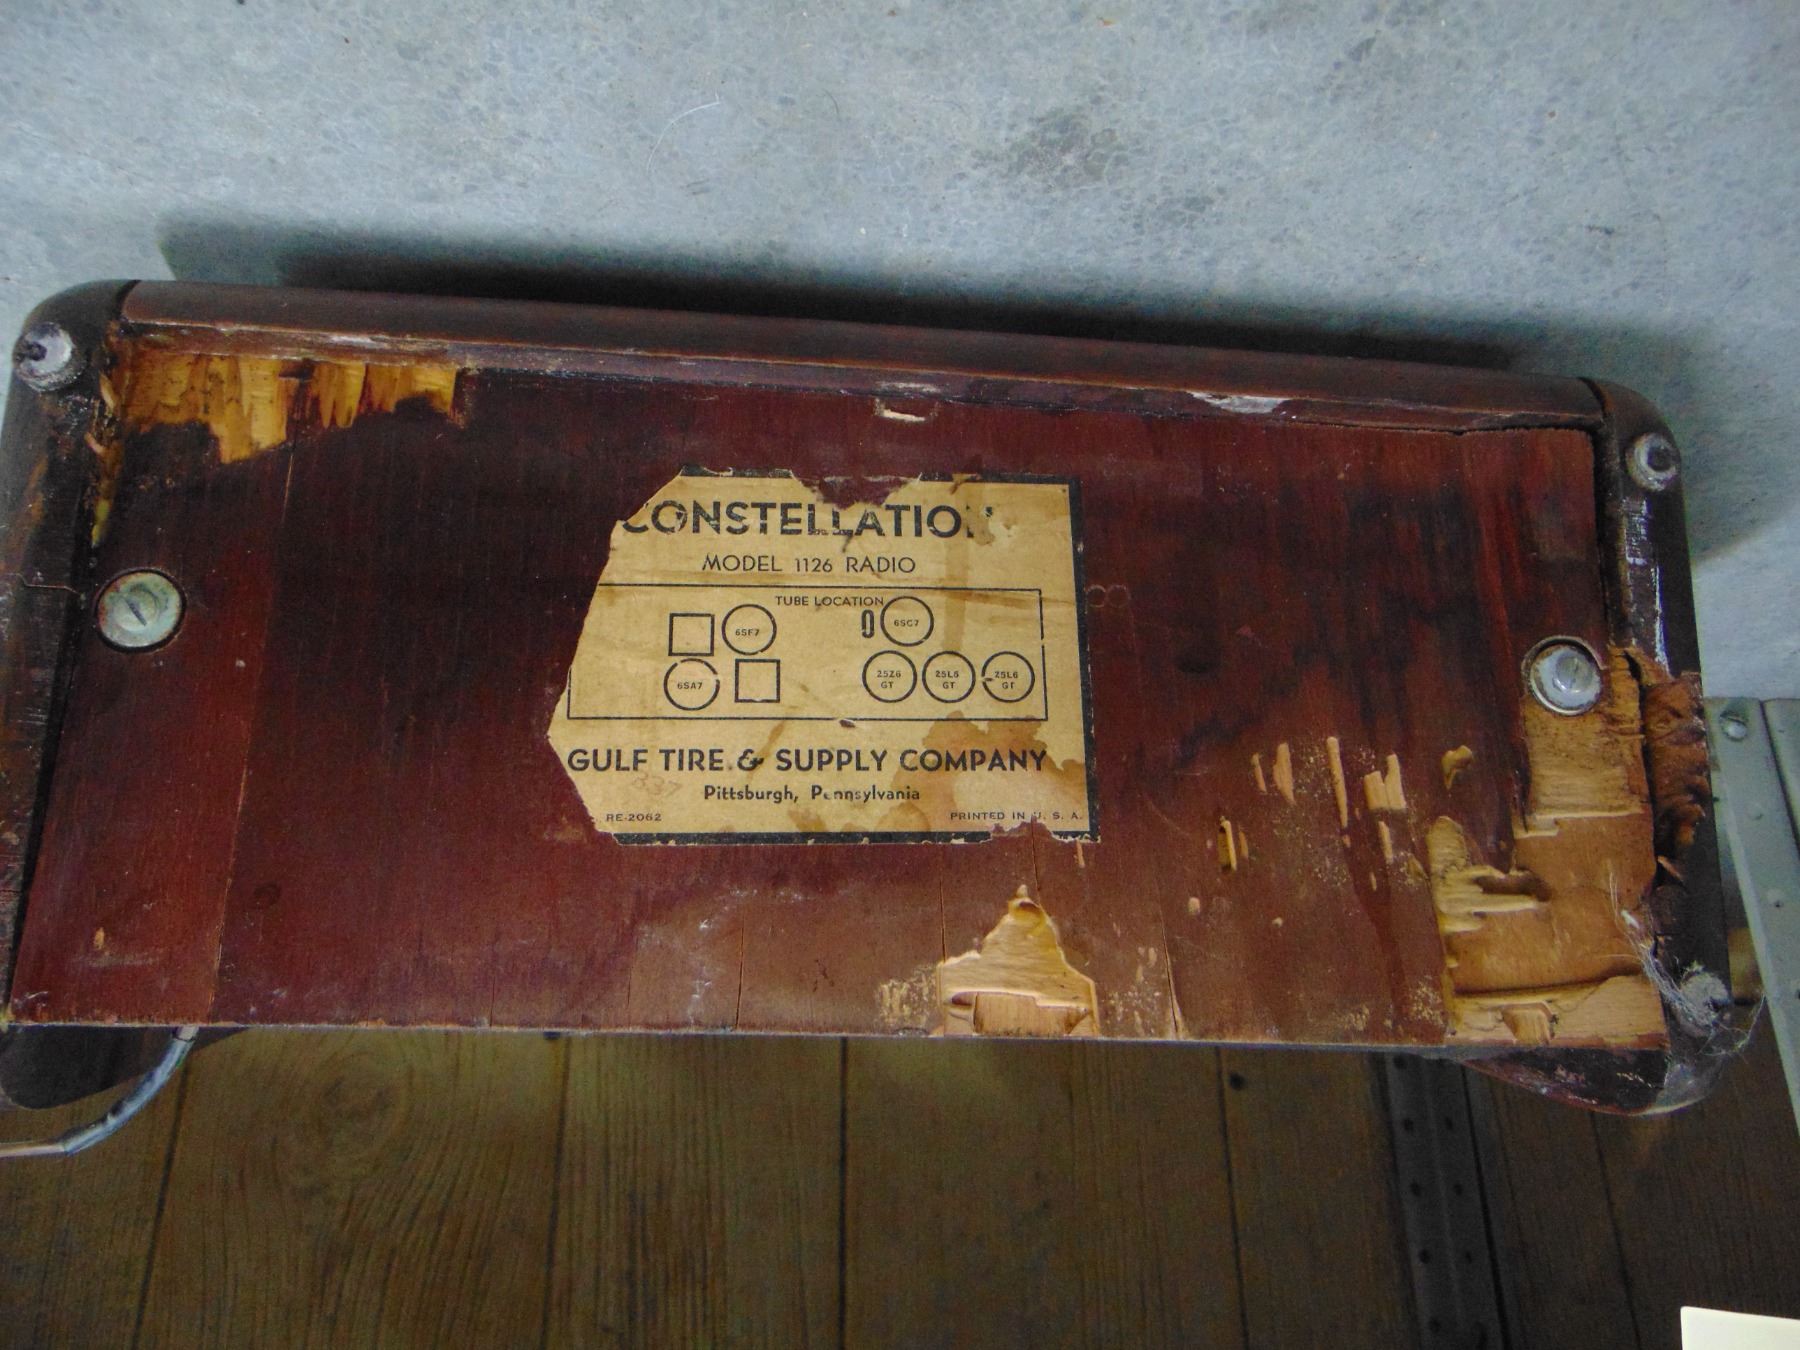 CONSTELLATION
MODEL 1126 RADIO
TUBE LOCATION
6SF7
6SC7
6SA7
25Z6 GT
25L6 GT
25L6 GT
GULF TIRE & SUPPLY COMPANY
837
Pittsburgh, Pennsylvania
RE-2062
PRINTED IN U. S. A.